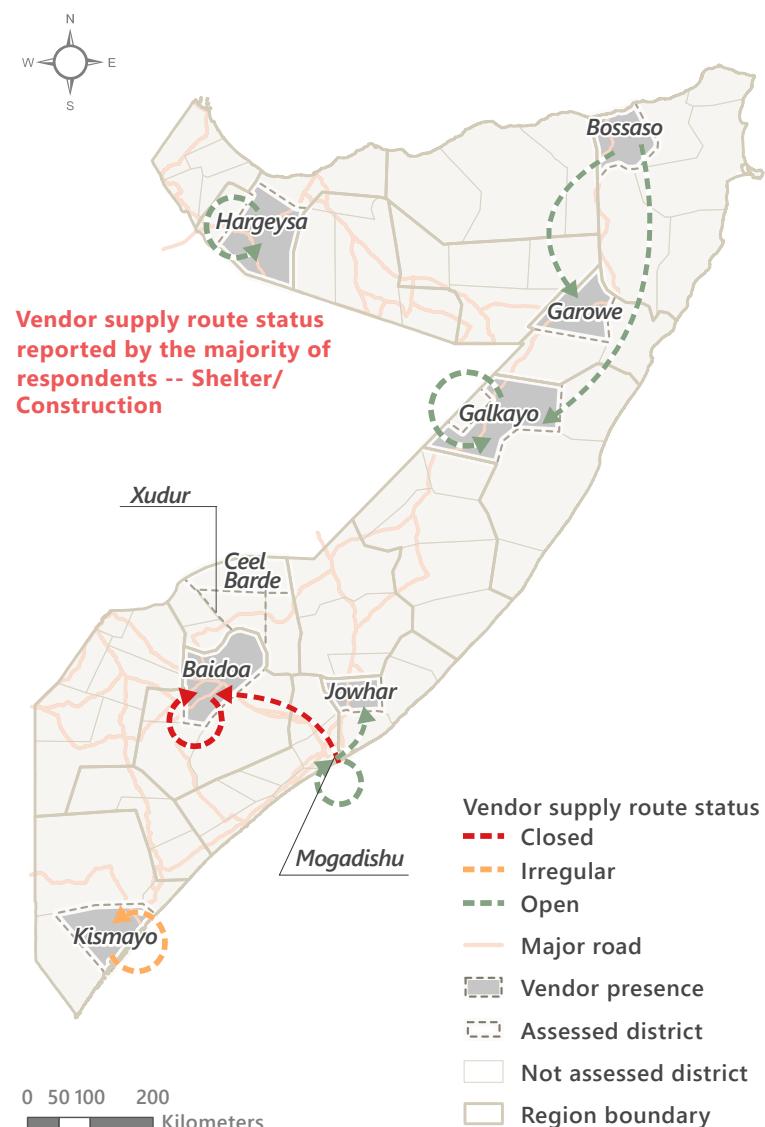 N
W
E
S
Bossaso
Hargeysa
Garowe
Vendor supply route status
reported by the majority of
respondents -- Shelter/
Construction
Galkayo
Xudur
Ceel
Barde
Baidoa
Jowhar
Mogadishu
Kismayo
Vendor supply route status
Closed
Irregular
Open
Major road
Vendor presence
Assessed district
Not assessed district
Region boundary
0 50 100 200
Kilometers